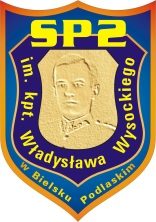 SP2
im. kpt. Władysława Wysockiego
w Bielsku Podlaskim